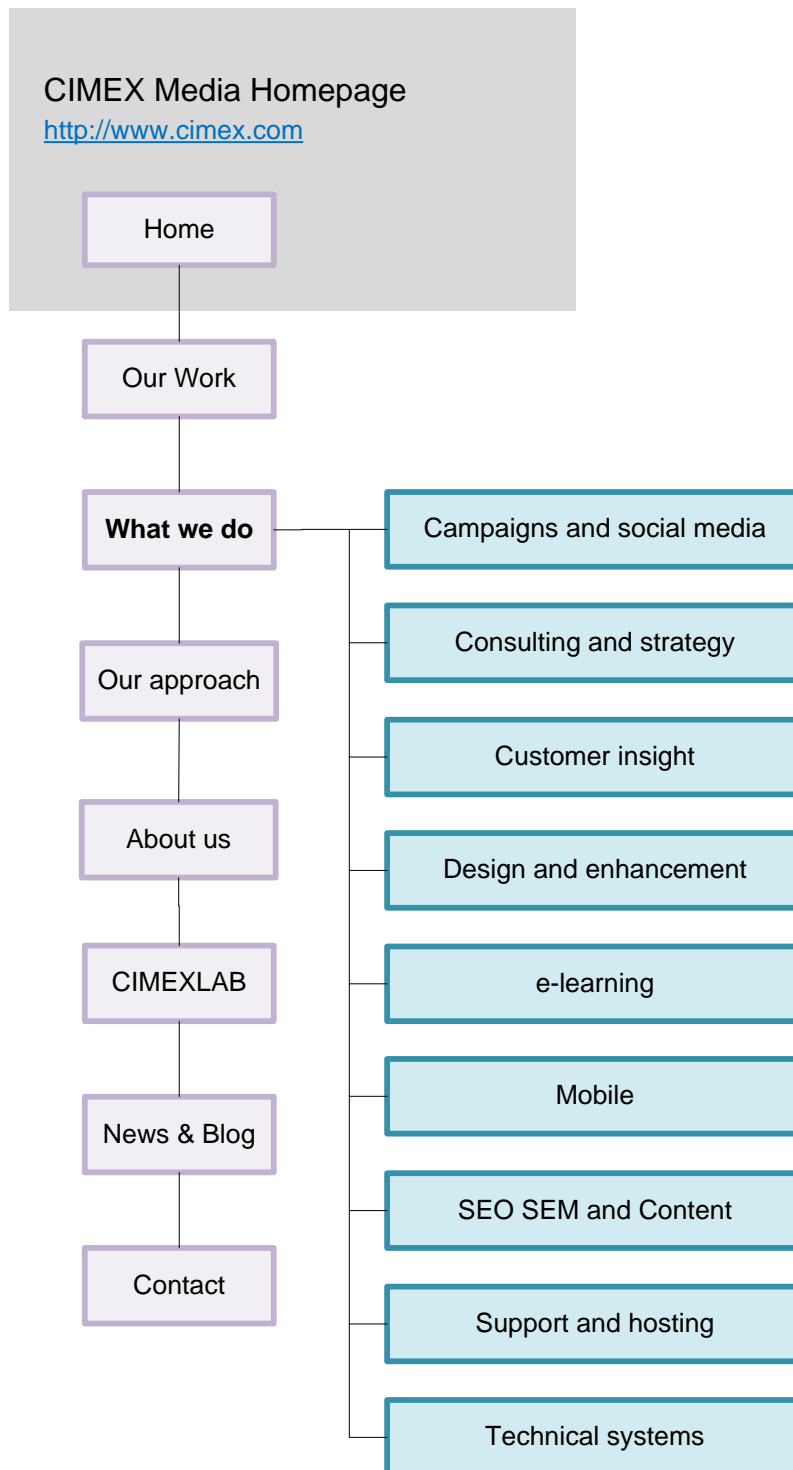 CIMEX Media Homepage
http://www.cimex.com
Home
Our Work
What we do
Our approach
About us
CIMEXLAB
News & Blog
Contact
Campaigns and social media
Consulting and strategy
Customer insight
Design and enhancement
e-learning
Mobile
SEO SEM and Content
Support and hosting
Technical systems